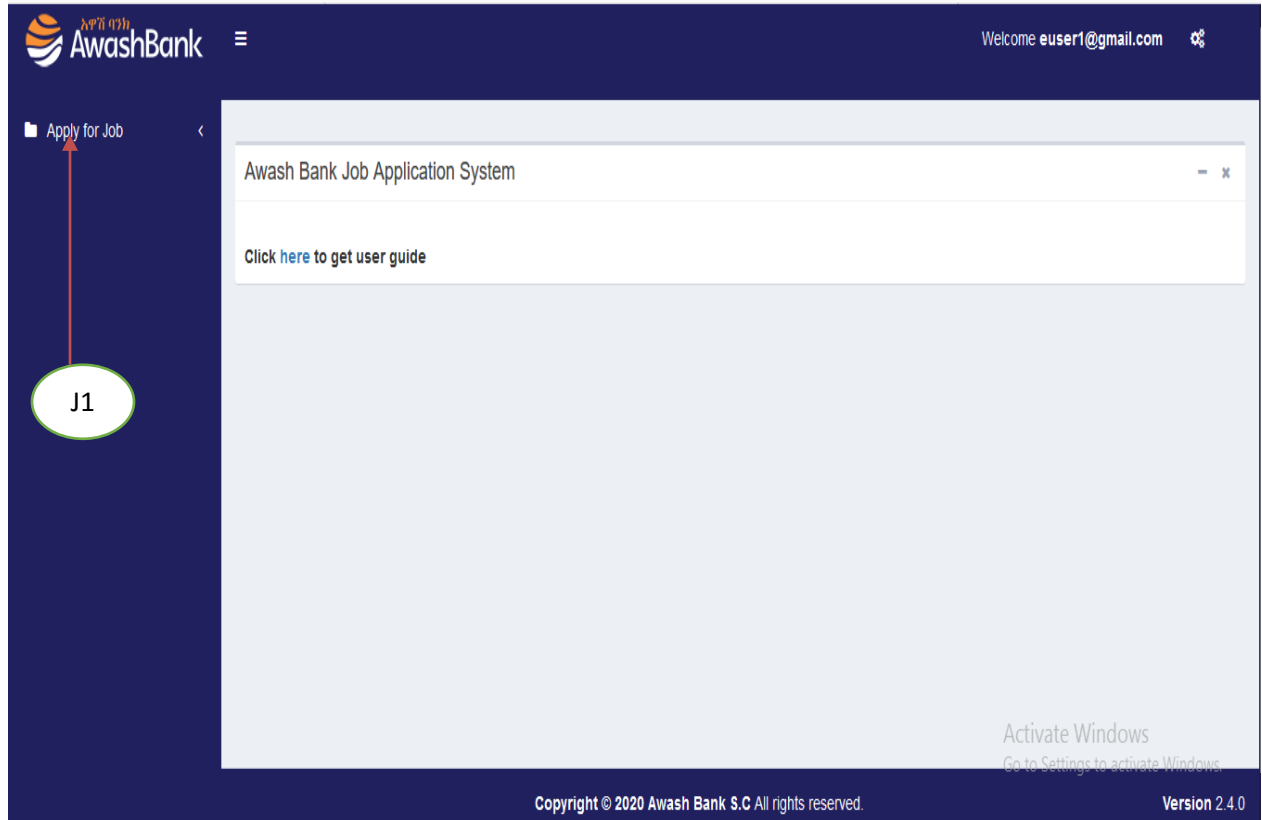 አዋሽ ባንክ
AwashBank
Welcome euser1@gmail.com
Apply for Job
Awash Bank Job Application System
Click here to get user guide
J1
Activate Windows
Go to Settings to activate Windows.
Copyright © 2020 Awash Bank S.C All rights reserved.
Version 2.4.0